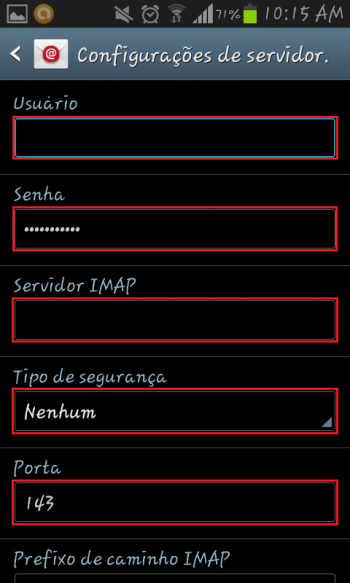 71% 10:15 AM
Configurações de servidor.
Usuário
Senha
•••••••••••
Servidor IMAP
Tipo de segurança
Nenhum
Porta
143
Prefixo de caminho IMAP